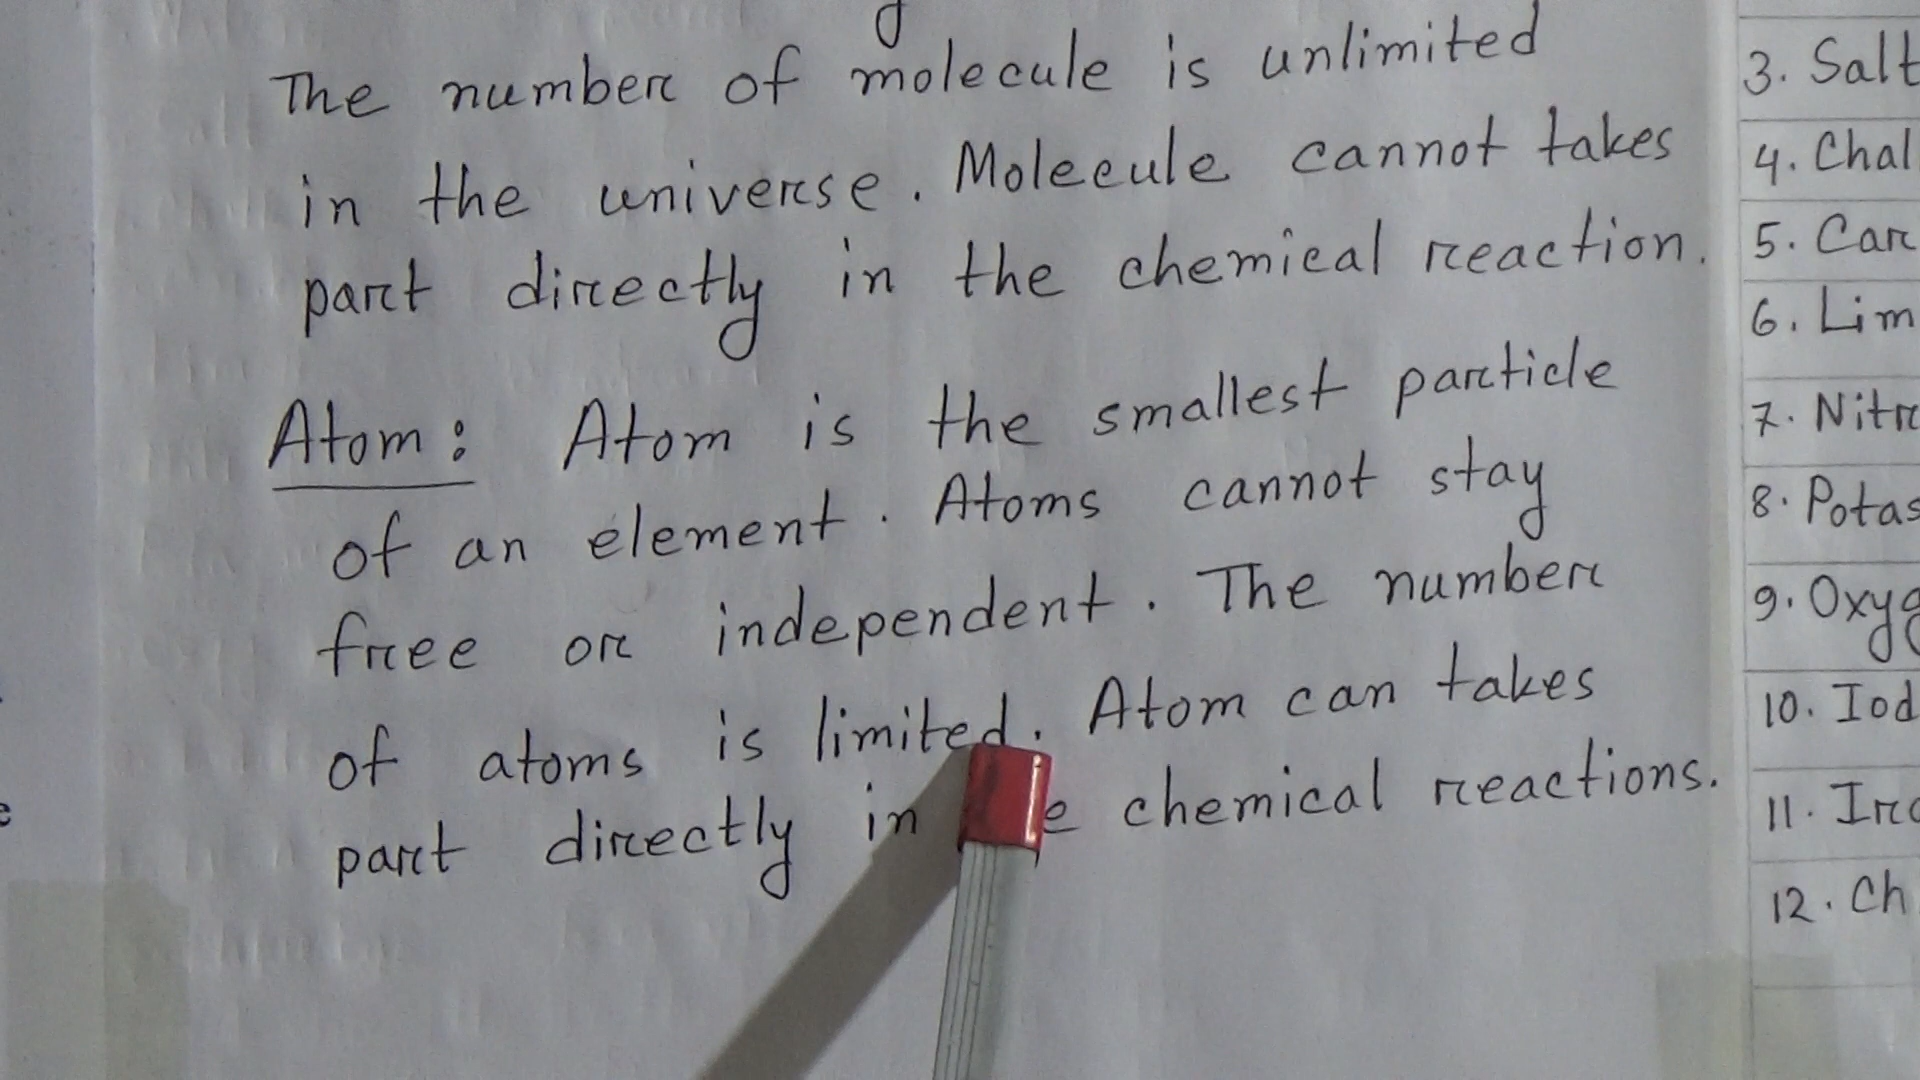 The number of molecule is unlimited
in the universe. Molecule cannot takes
part directly in the chemical reaction.
Atom: Atom is the smallest particle
of an element. Atoms cannot stay
free or independent. The number
of atoms is limited. Atom can takes
part directly in chemical reactions.
3. Salt
4. Chal
5. Car
6. Lim
7. Nitr
8. Potas
9. Oxyg
10. Iod
11. Iro
12. Ch